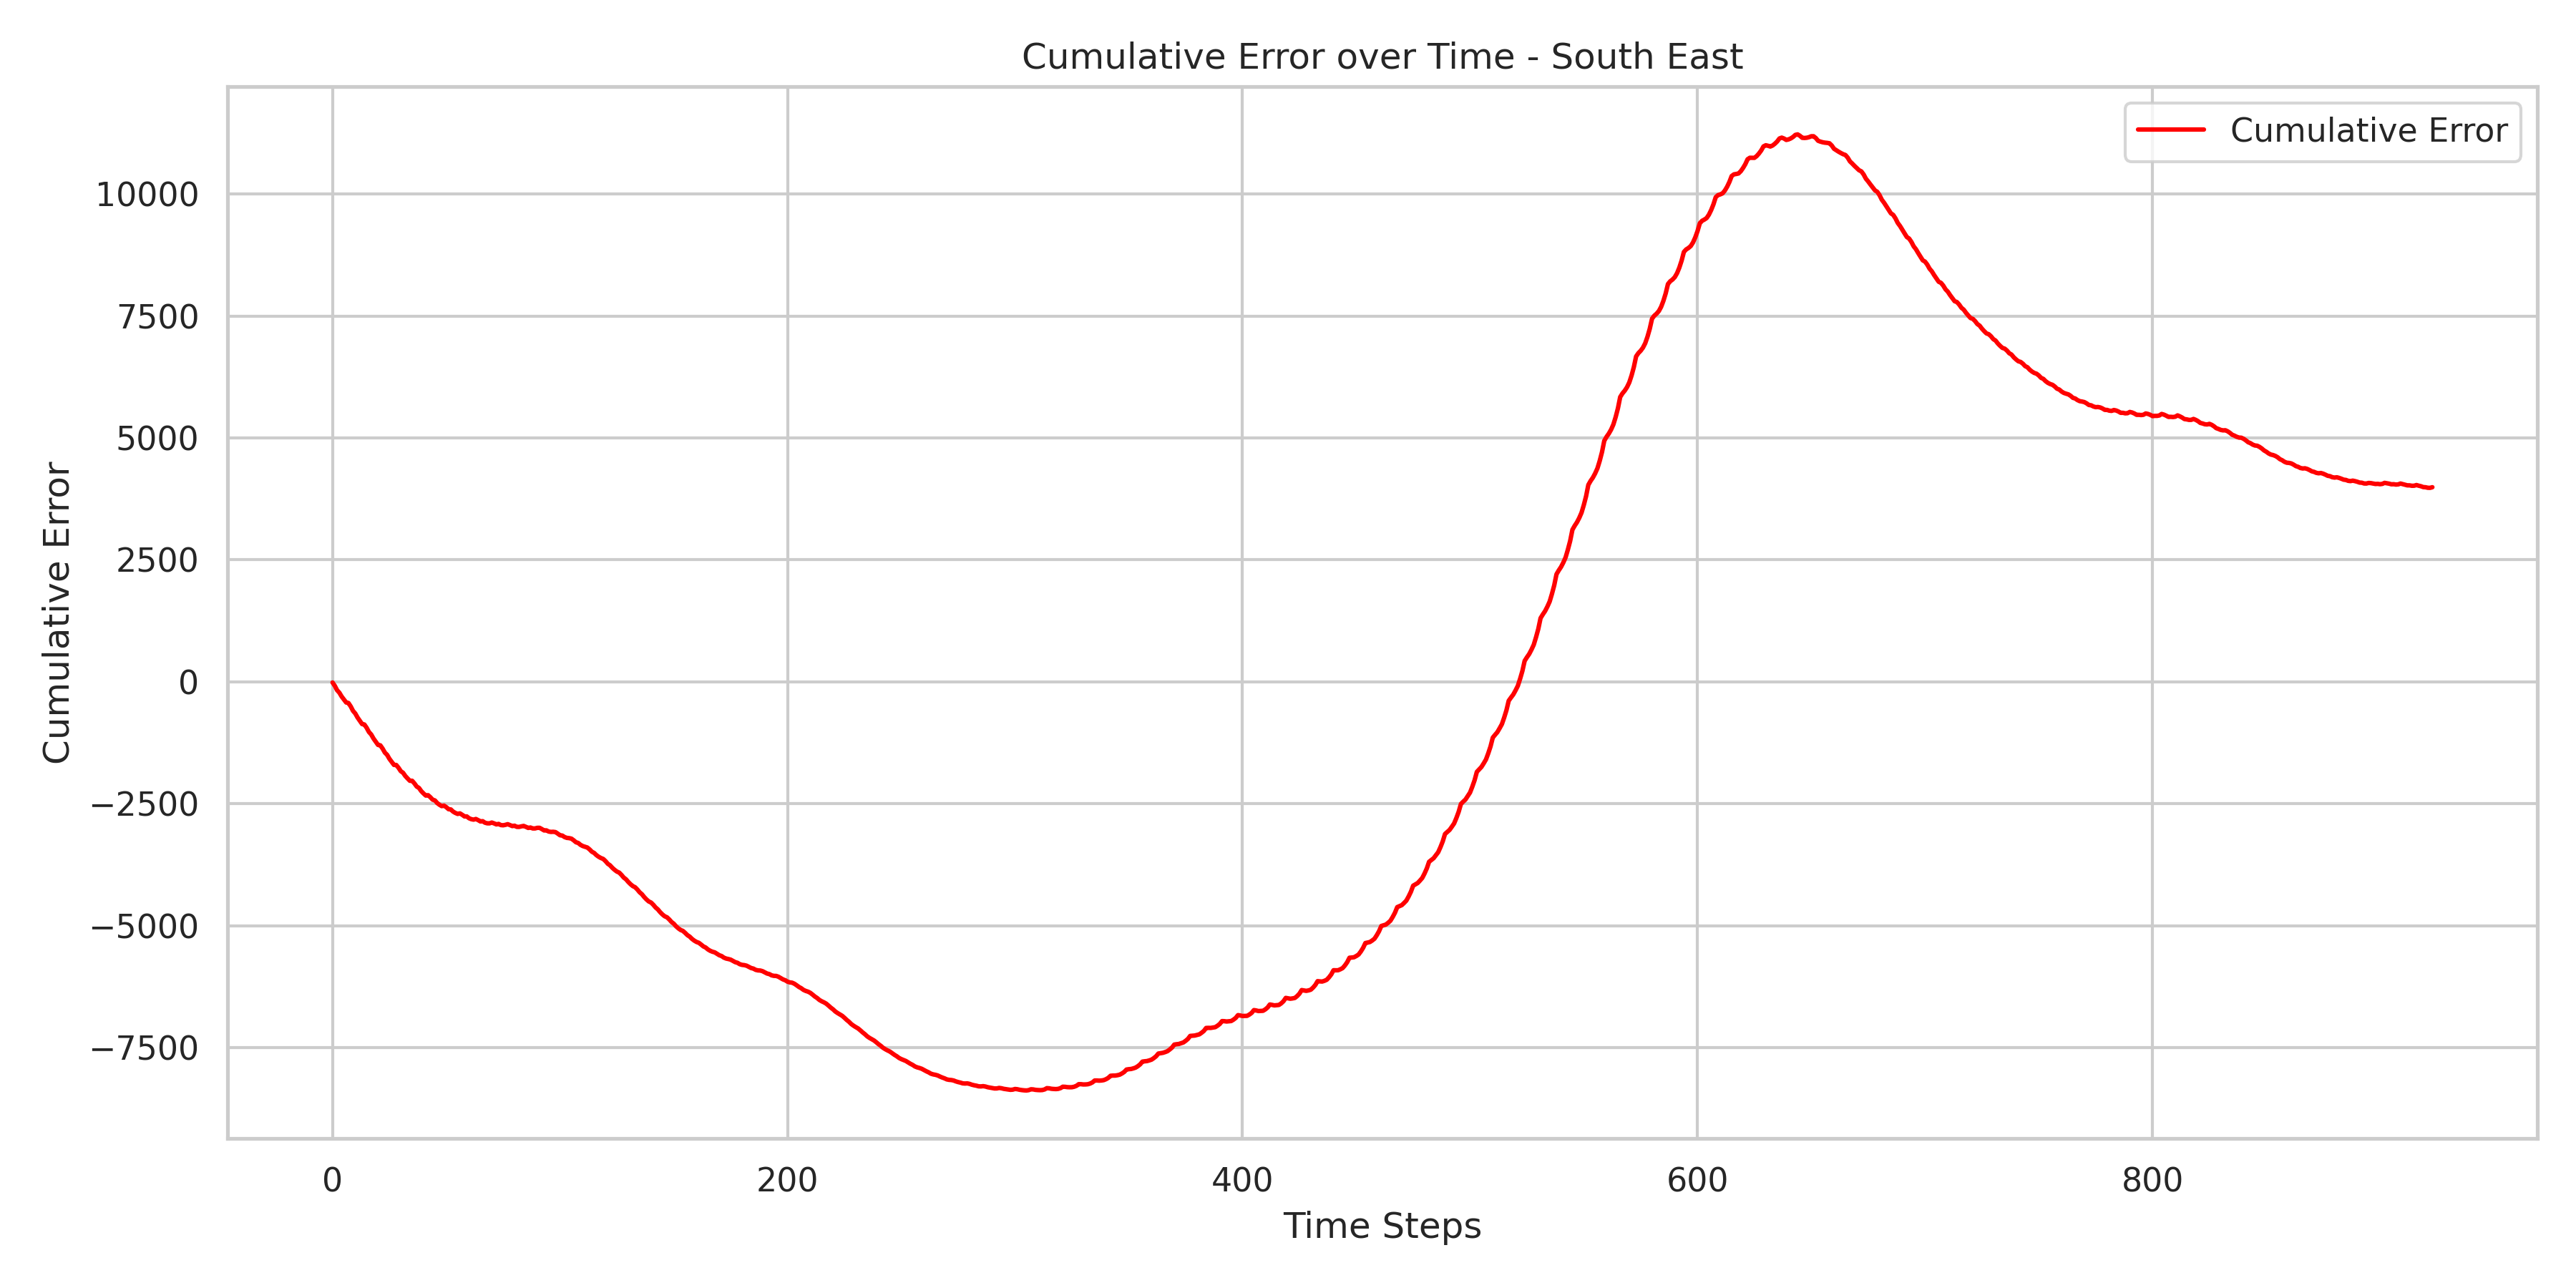 Cumulative Error over Time - South East
Cumulative Error
10000
7500
5000
2500
0
−2500
−5000
−7500
Cumulative Error
0 200 400 600 800
Time Steps